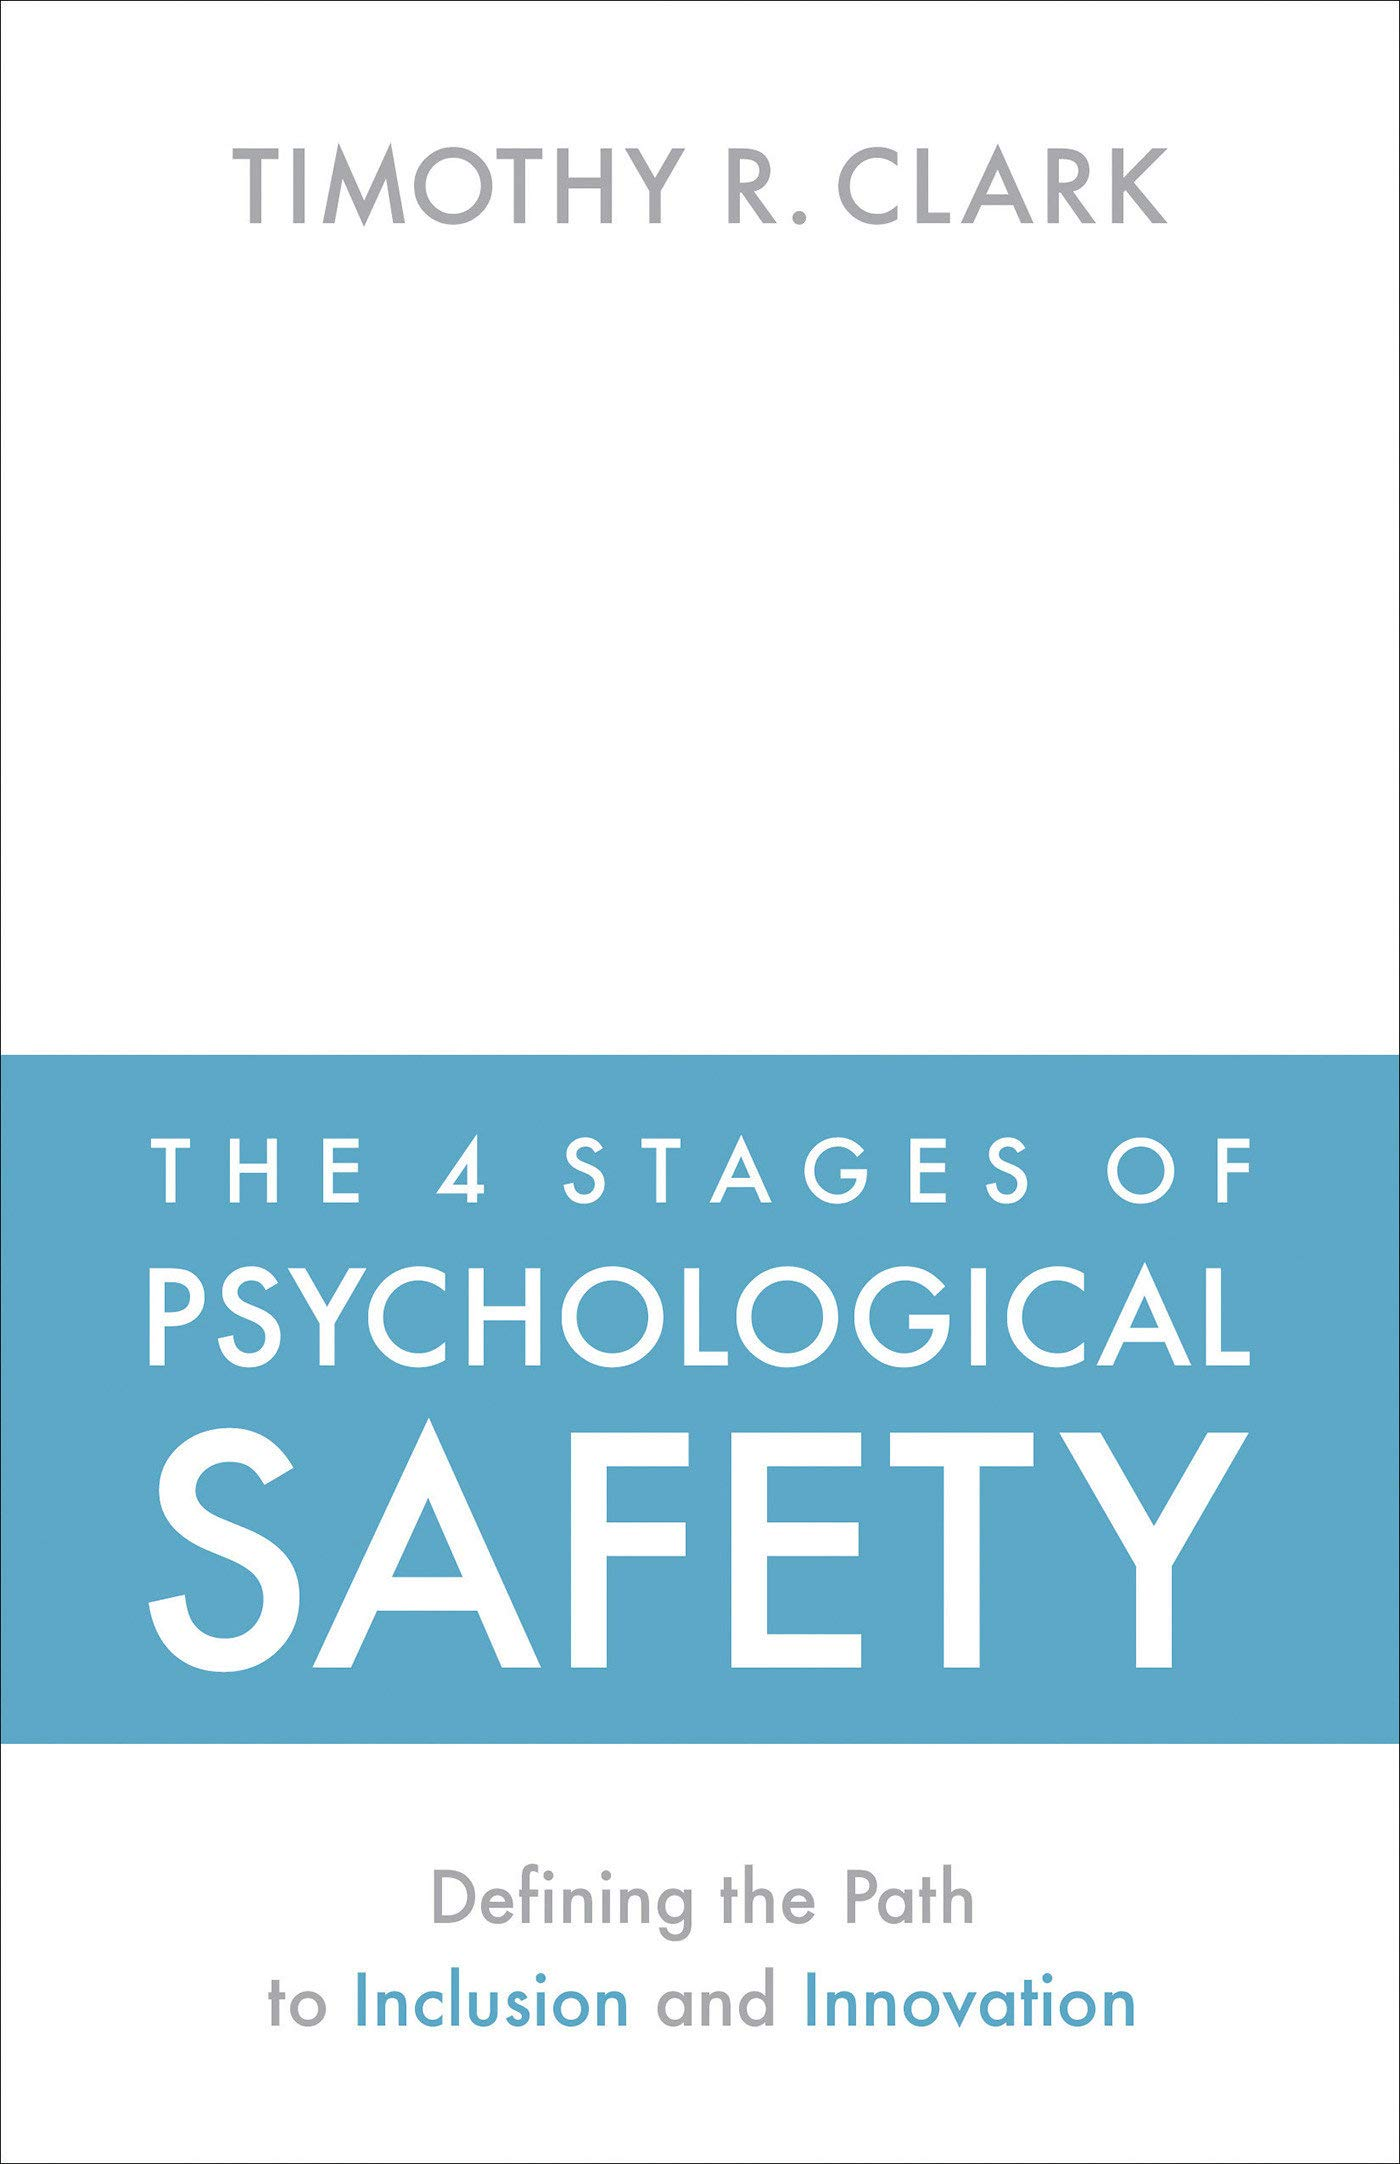 TIMOTHY R. CLARK
THE 4 STAGES OF
PSYCHOLOGICAL
SAFETY
Defining the Path
to Inclusion and Innovation